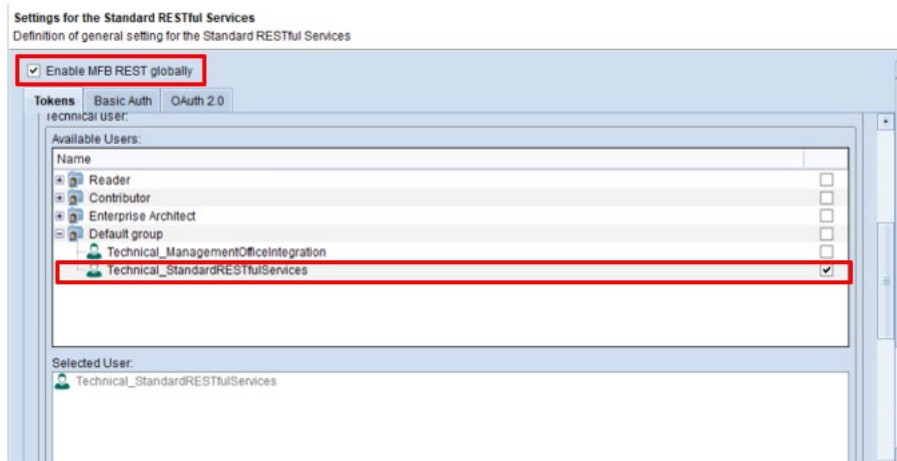 Settings for the Standard RESTful Services
Definition of general setting for the Standard RESTful Services
Enable MFB REST globally
Tokens Basic Auth OAuth 2.0
Technical user:
Available Users:
Name
Reader
Contributor
Enterprise Architect
Default group
Technical_ManagementOfficeIntegration
Technical_StandardRESTfulServices
Selected User:
Technical_StandardRESTfulServices